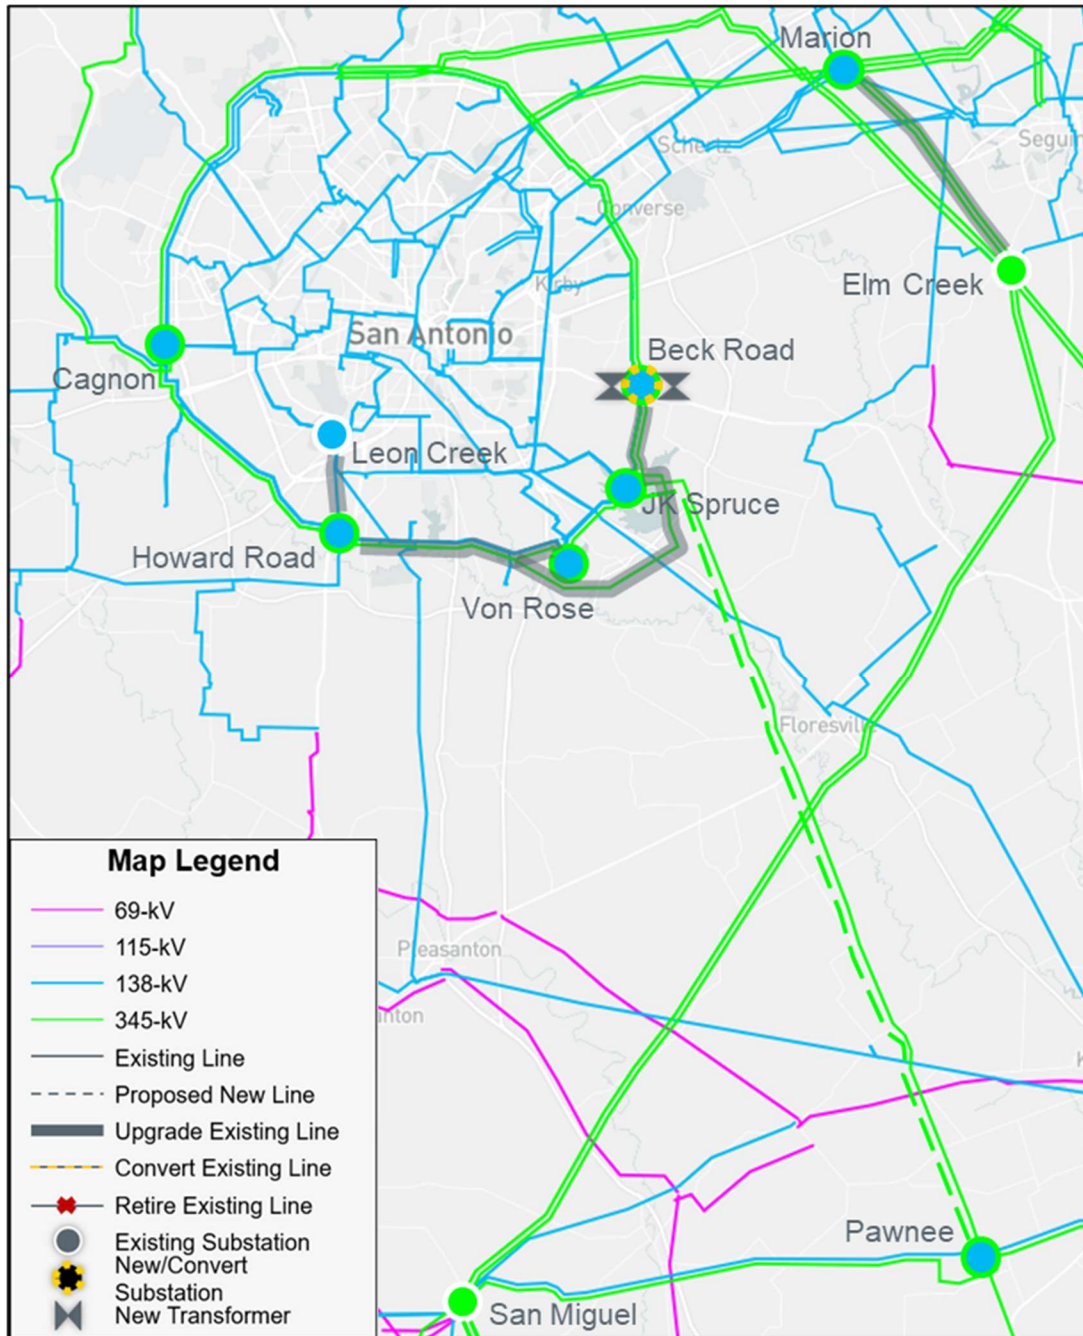 Marion
Schertz
Seguin
Converse
Kirby
Elm Creek
San Antonio
Beck Road
Cagnon
Leon Creek
JK Spruce
Howard Road
Von Rose
Floresville
Map Legend
69-kV
115-kV
138-kV
345-kV
Existing Line
Proposed New Line
Upgrade Existing Line
Convert Existing Line
Retire Existing Line
Existing Substation
New/Convert
Substation
New Transformer
Pleasanton
anton
K
Pawnee
San Miguel